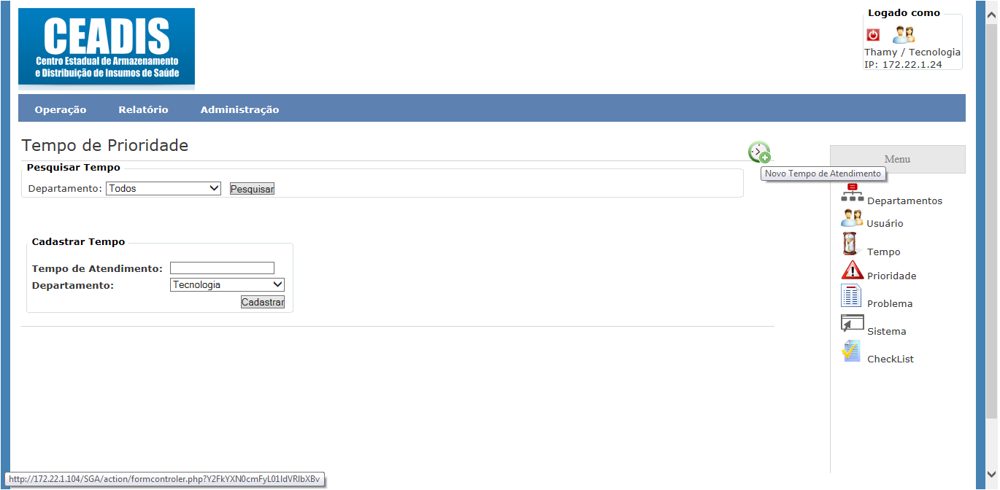 CEADIS
Centro Estadual de Armazenamento
e Distribuição de Insumos de Saúde
Logado como
Thamy / Tecnologia
IP: 172.22.1.24
Operação Relatório Administração
Tempo de Prioridade
Novo Tempo de Atendimento
Pesquisar Tempo
Departamento: Todos Pesquisar
Cadastrar Tempo
Tempo de Atendimento:
Departamento: Tecnologia
Cadastrar
Menu
Departamentos
Usuário
Tempo
Prioridade
Problema
Sistema
CheckList
http://172.22.1.104/SGA/action/formcontroler.php?Y2FkYXN0cmFyL01ldVRlbXBv